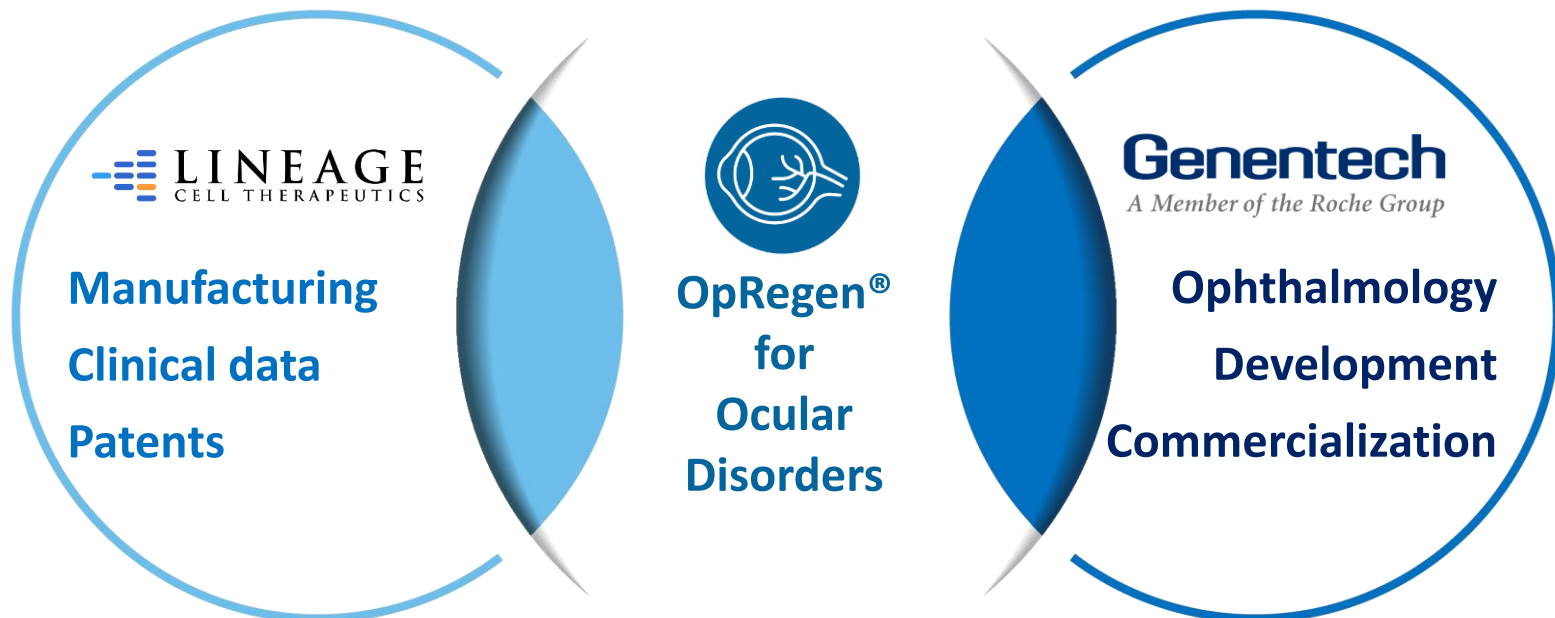 LINEAGE
CELL THERAPEUTICS
Manufacturing
Clinical data
Patents
OpRegen®
for
Ocular
Disorders
Genentech
A Member of the Roche Group
Ophthalmology
Development
Commercialization